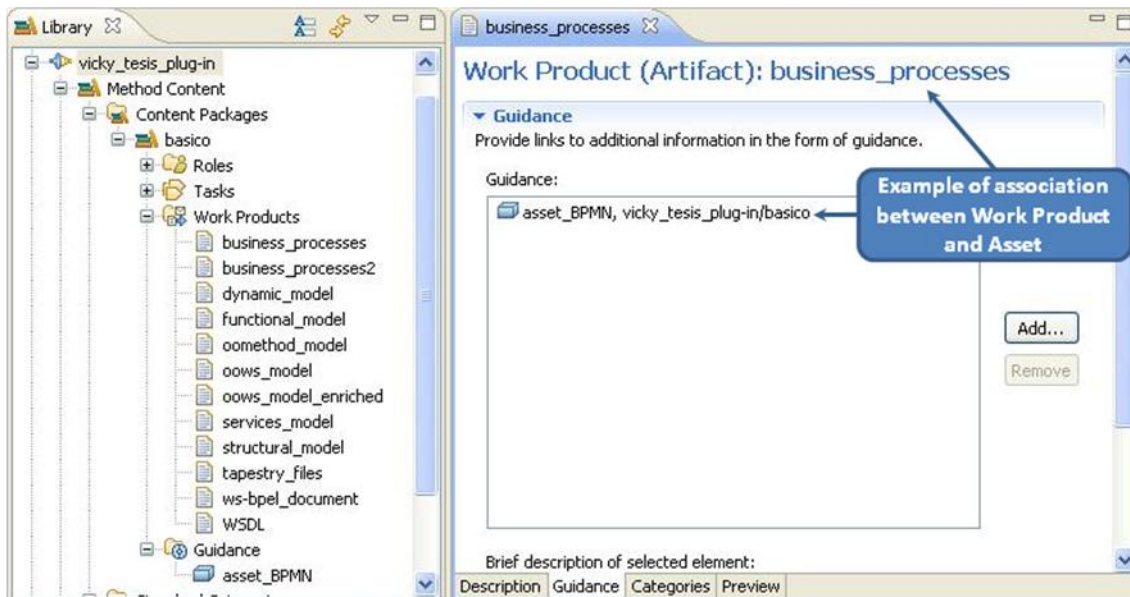 Library
vicky_tesis_plug-in
Method Content
Content Packages
basico
Roles
Tasks
Work Products
business_processes
business_processes2
dynamic_model
functional_model
oomethod_model
oows_model
oows_model_enriched
services_model
structural_model
tapestry_files
ws-bpel_document
WSDL
Guidance
asset_BPMN
business_processes
Work Product (Artifact): business_processes
Guidance
Provide links to additional information in the form of guidance.
Guidance:
asset_BPMN, vicky_tesis_plug-in/basico
Example of association
between Work Product
and Asset
Add...
Remove
Brief description of selected element:
Description Guidance Categories Preview